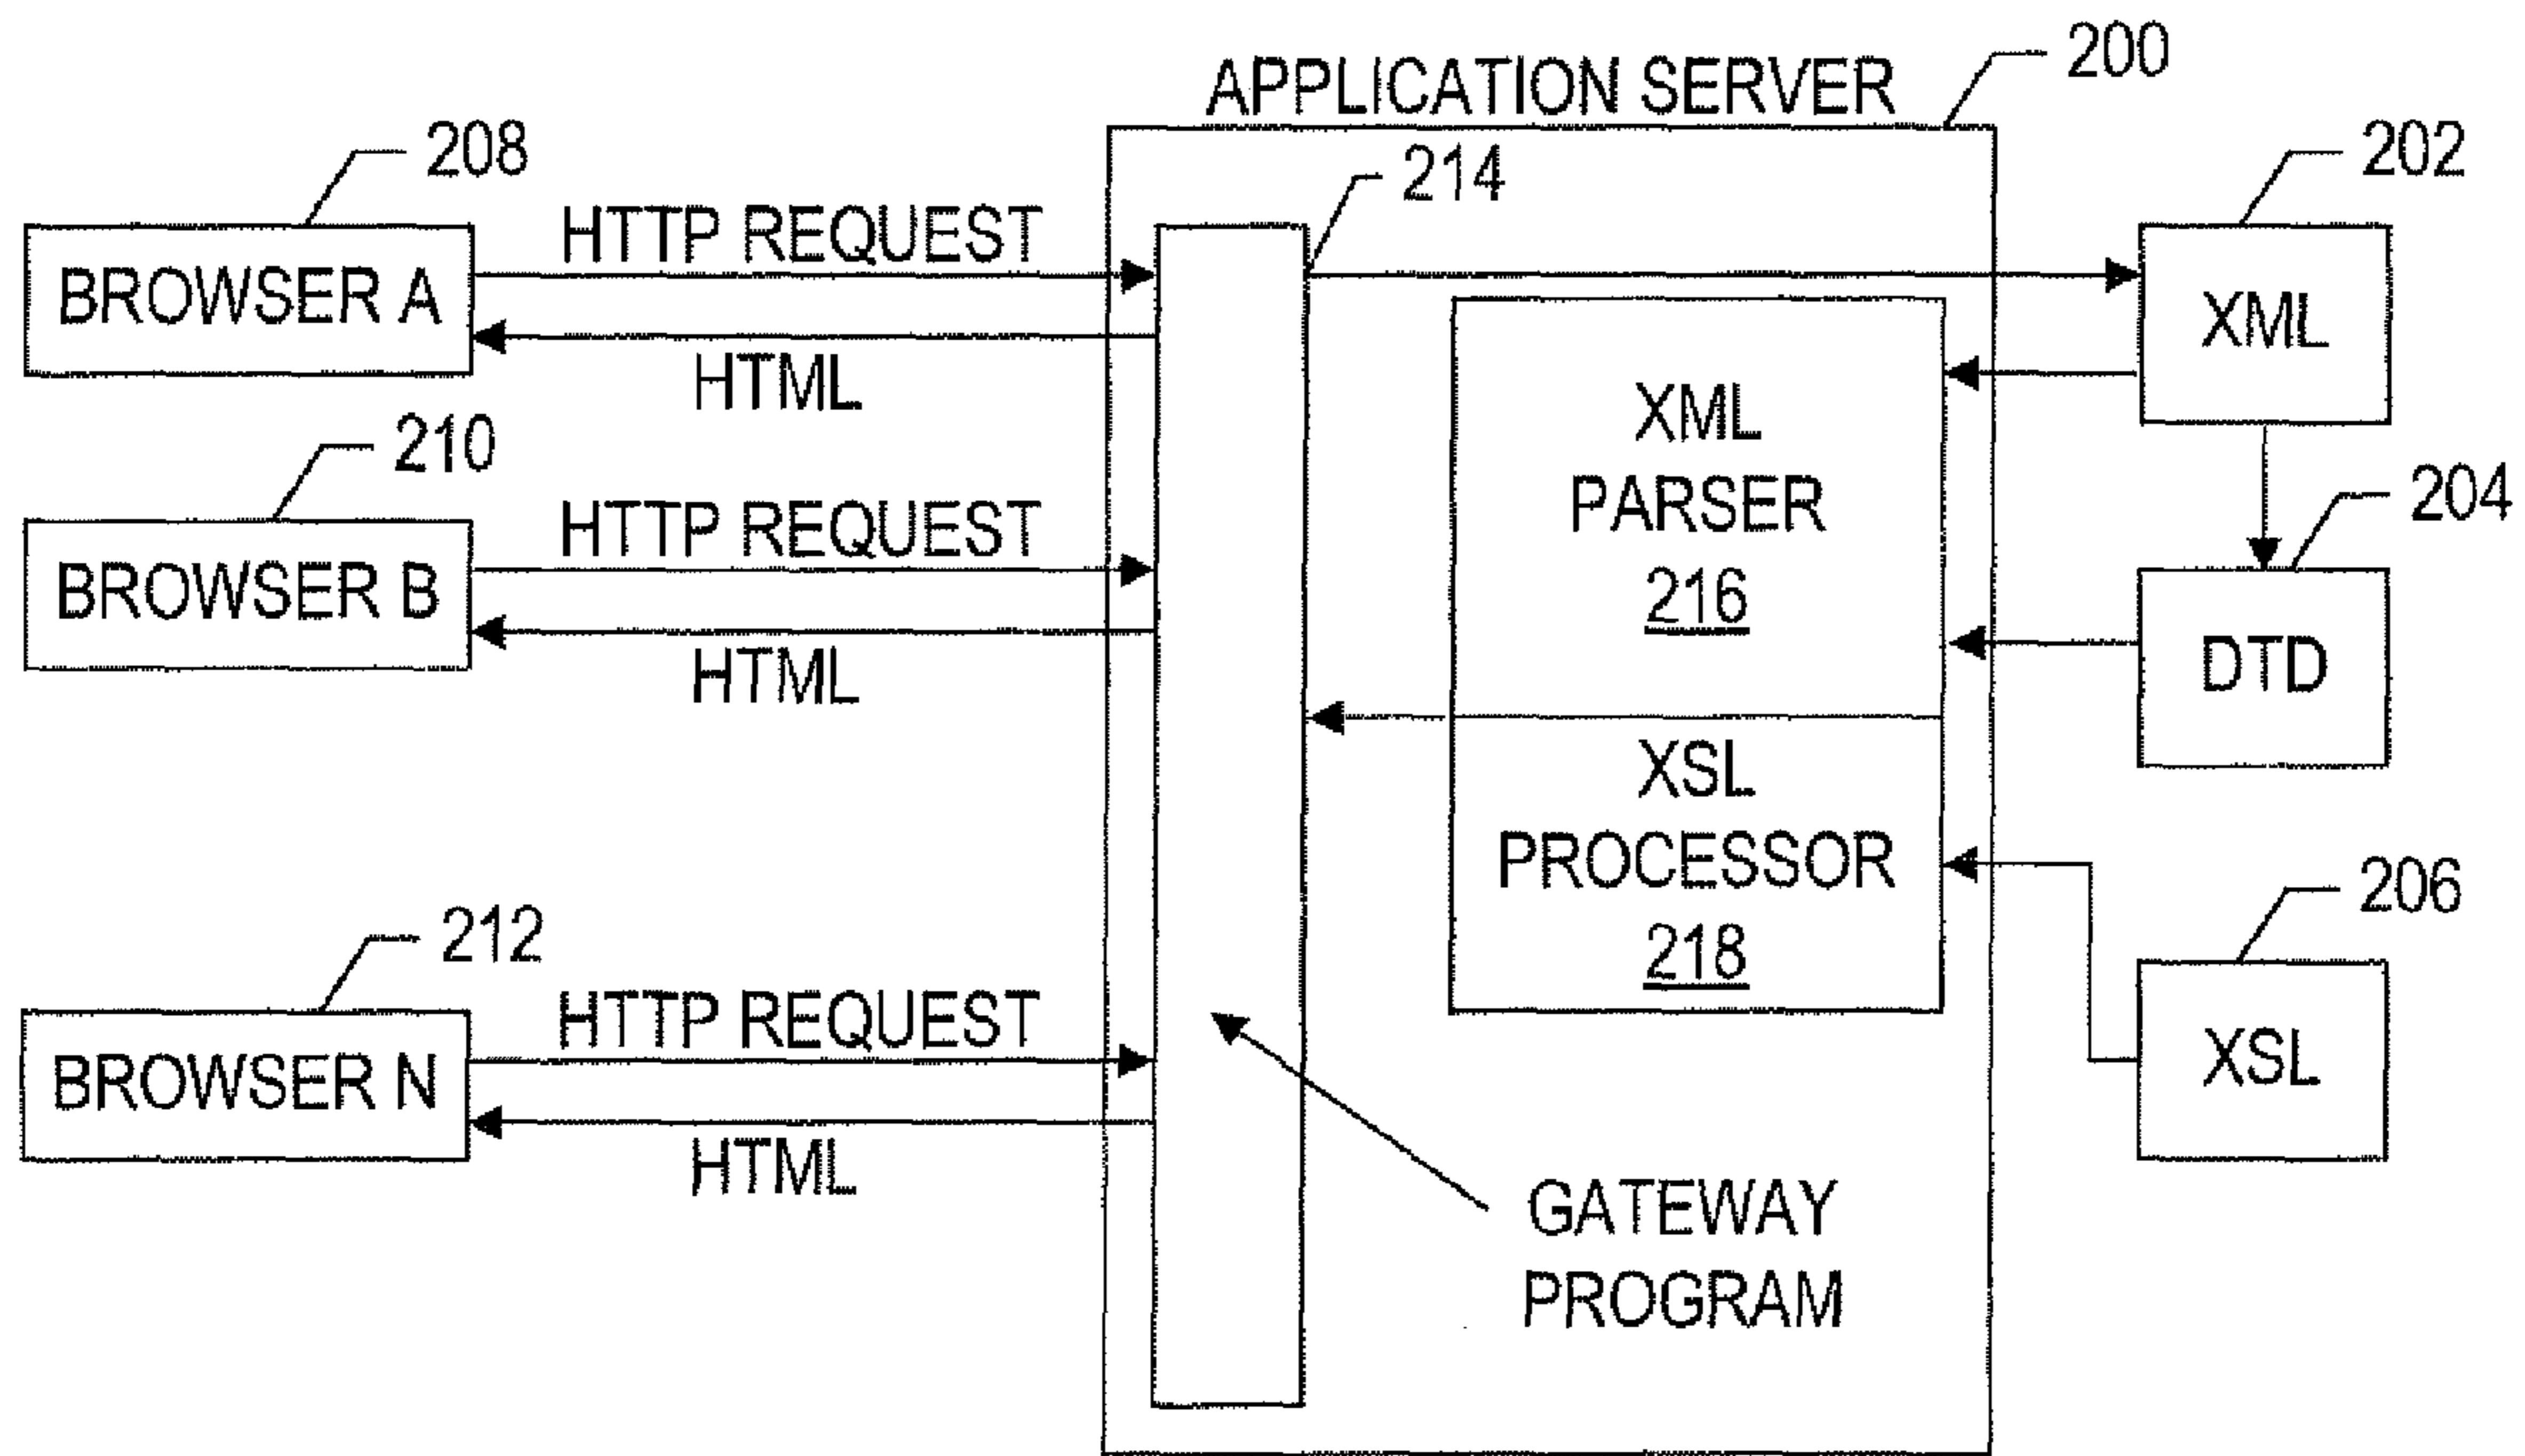 APPLICATION SERVER
200
208
214
202
HTTP REQUEST
BROWSER A
XML
HTML
210
XML
PARSER
216
204
HTTP REQUEST
BROWSER B
DTD
HTML
XSL
PROCESSOR
218
206
212
HTTP REQUEST
BROWSER N
XSL
HTML
GATEWAY
PROGRAM